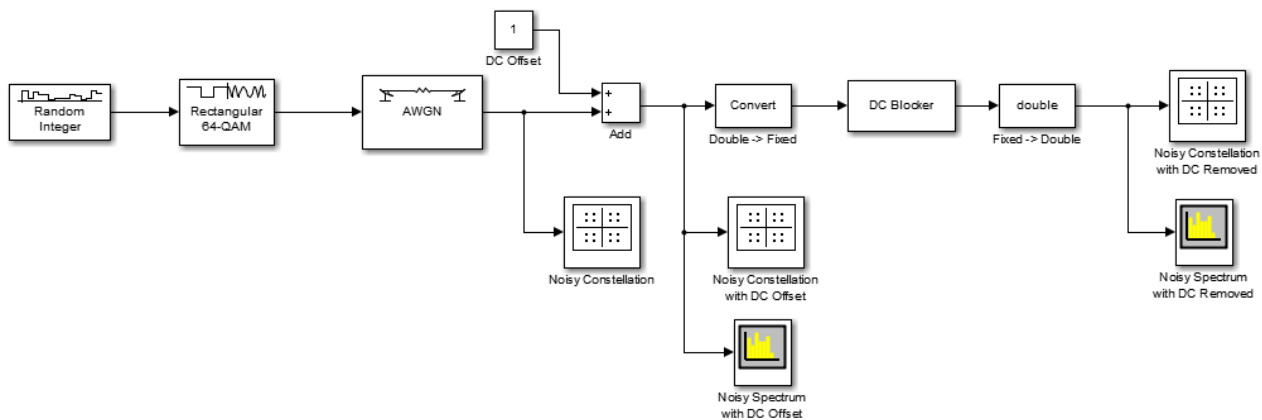 1
DC Offset
Random
Integer
Rectangular
64-QAM
AWGN
+
+
Add
Convert
Double -> Fixed
DC Blocker
double
Fixed -> Double
Noisy Constellation
with DC Removed
Noisy Constellation
Noisy Constellation
with DC Offset
Noisy Spectrum
with DC Removed
Noisy Spectrum
with DC Offset